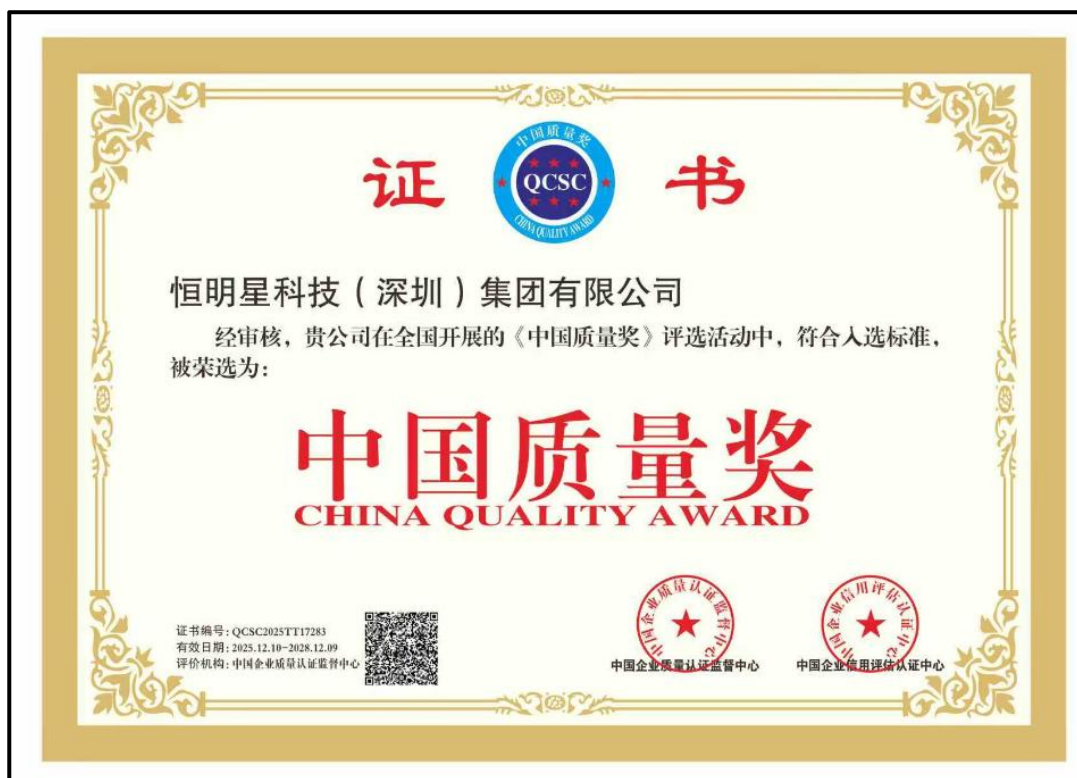 证 书
中国质量奖
QCSC
CHINA QUALITY AWARD
恒明星科技（深圳）集团有限公司
经审核，贵公司在全国开展的《中国质量奖》评选活动中，符合入选标准，
被荣选为：
中国质量奖
CHINA QUALITY AWARD
证书编号：QCSC2025TT17283
有效日期：2025.12.10-2028.12.09
评价机构：中国企业质量认证监督中心
中国企业质量认证监督中心
中国企业质量认证监督中心
中国企业信用评估认证中心
中国企业信用评估认证中心